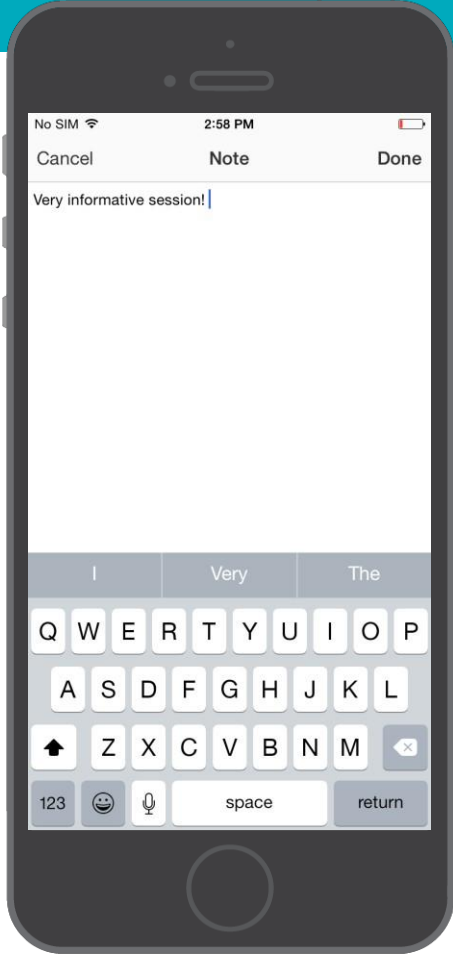 No SIM 2:58 PM
Cancel Note Done
Very informative session!
I Very The
Q W E R T Y U I O P
A S D F G H J K L
Z X C V B N M
123 space return